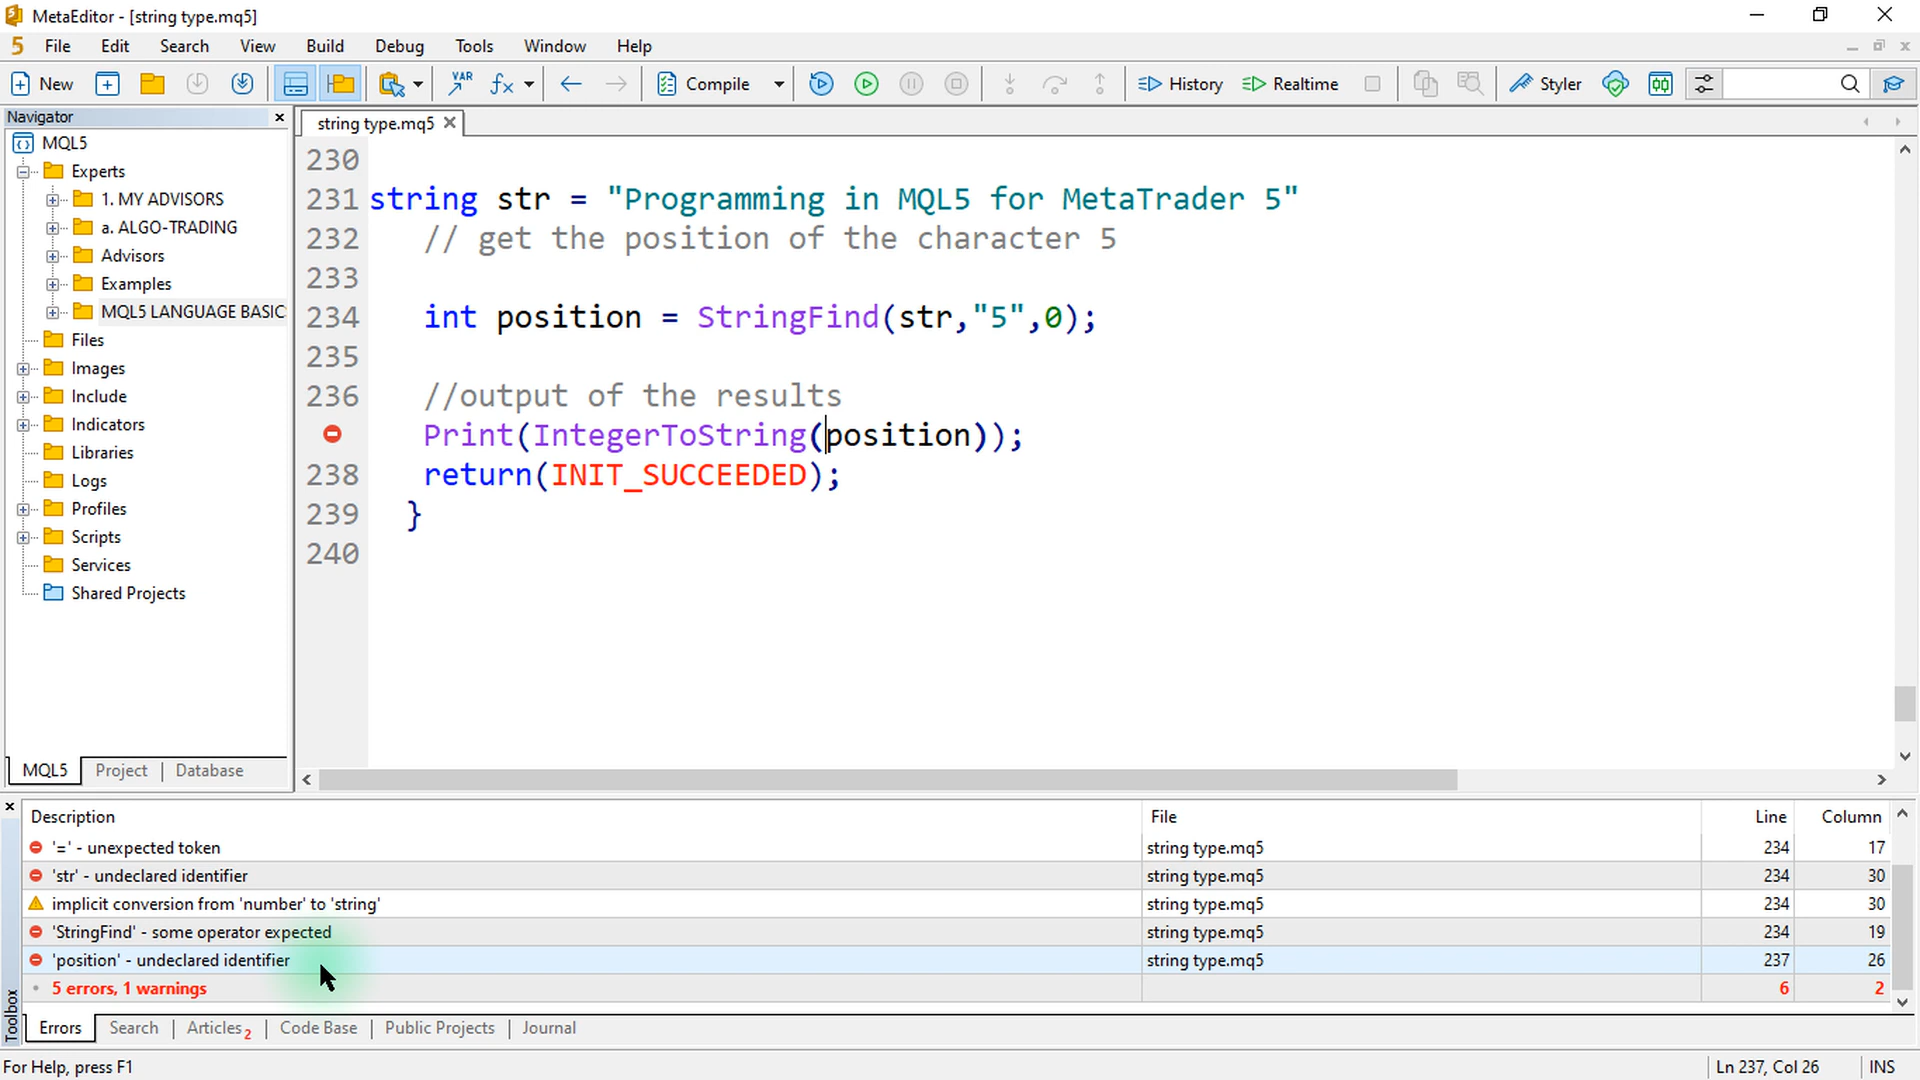 MetaEditor - [string type.mq5]
5 File Edit Search View Build Debug Tools Window Help
New VAR fx Compile History Realtime Styler
Navigator
string type.mq5
MQL5
Experts
1. MY ADVISORS
a. ALGO-TRADING
Advisors
Examples
MQL5 LANGUAGE BASIC
Files
Images
Include
Indicators
Libraries
Logs
Profiles
Scripts
Services
Shared Projects
MQL5 Project Database
230
231 string str = "Programming in MQL5 for MetaTrader 5"
232 // get the position of the character 5
233
234 int position = StringFind(str,"5",0);
235
236 //output of the results
Print(IntegerToString(position));
238 return(INIT_SUCCEEDED);
239 }
240
Description File Line Column
'=' - unexpected token string type.mq5 234 17
'str' - undeclared identifier string type.mq5 234 30
implicit conversion from 'number' to 'string' string type.mq5 234 30
'StringFind' - some operator expected string type.mq5 234 19
'position' - undeclared identifier string type.mq5 237 26
5 errors, 1 warnings 6 2
Toolbox
Errors Search Articles 2 Code Base Public Projects Journal
For Help, press F1 Ln 237, Col 26 INS